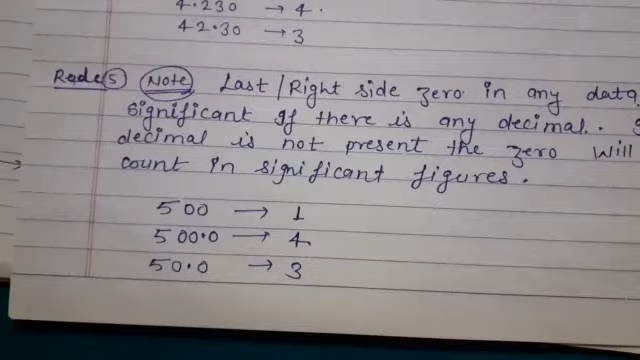 4.230 → 4.
42.30 → 3
Rule(5) Note Last/Right side zero in any data
significant If there is any decimal.
decimal is not present the zero will
count in significant figures.
500 → 1
500.0 → 4
50.0 → 3